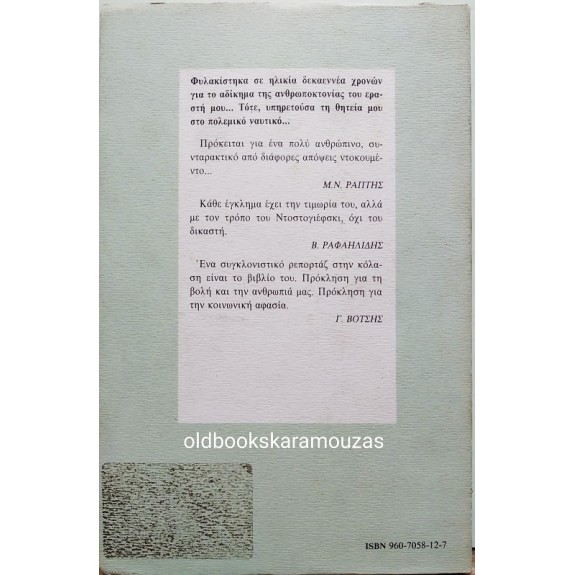 Φυλακίστηκα σε ηλικία δεκαεννέα χρονών
για το αδίκημα της ανθρωποκτονίας του ερα-
στή μου... Τότε, υπηρετούσα τη θητεία μου
στο πολεμικό ναυτικό...
Πρόκειται για ένα πολύ ανθρώπινο, συ-
νταρακτικό από διάφορες απόψεις ντοκουμέ-
ντο...
Μ.Ν. ΡΑΠΤΗΣ
Κάθε έγκλημα έχει την τιμωρία του, αλλά
με τον τρόπο του Ντοστογιέφσκι, όχι του
δικαστή.
Β. ΡΑΦΑΗΛΙΔΗΣ
Ένα συγκλονιστικό ρεπορτάζ στην κόλα-
ση είναι το βιβλίο του. Πρόκληση για τη
βολή και την ανθρωπιά μας. Πρόκληση για
την κοινωνική αφασία.
Γ. ΒΟΤΣΗΣ
oldbookskaramouzas
ISBN 960-7058-12-7